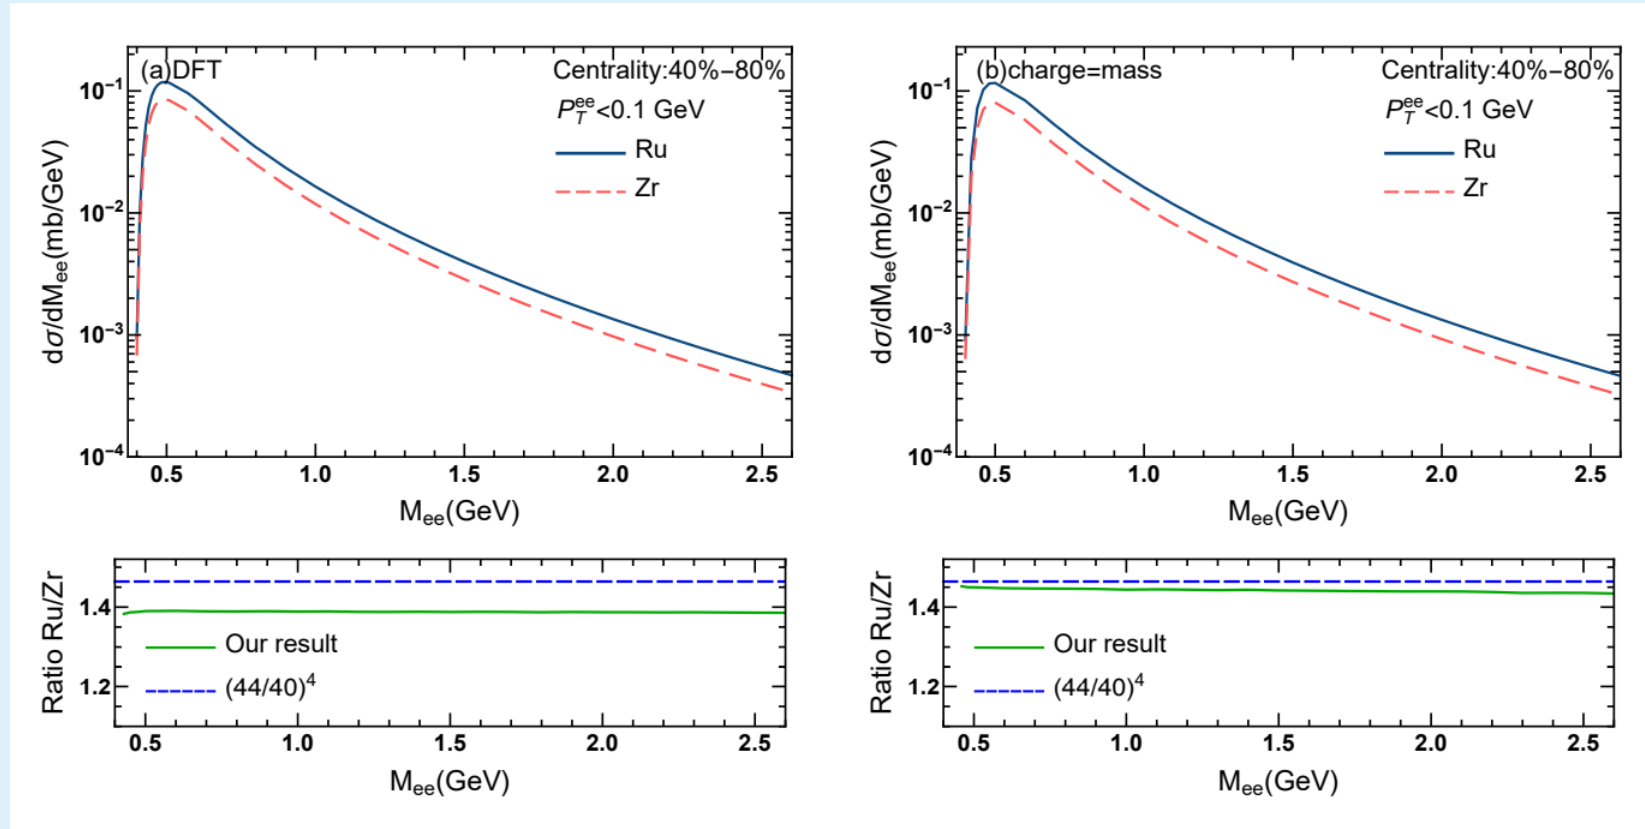 (a)DFT
Centrality:40%−80%
P_T^ee<0.1 GeV
Ru
Zr
10⁻¹
10⁻²
10⁻³
10⁻⁴
dσ/dM_ee(mb/GeV)
0.5 1.0 1.5 2.0 2.5
M_ee(GeV)
(b)charge=mass
Centrality:40%−80%
P_T^ee<0.1 GeV
Ru
Zr
10⁻¹
10⁻²
10⁻³
10⁻⁴
dσ/dM_ee(mb/GeV)
0.5 1.0 1.5 2.0 2.5
M_ee(GeV)
Ratio Ru/Zr
1.4
1.2
Our result
(44/40)⁴
0.5 1.0 1.5 2.0 2.5
M_ee(GeV)
Ratio Ru/Zr
1.4
1.2
Our result
(44/40)⁴
0.5 1.0 1.5 2.0 2.5
M_ee(GeV)